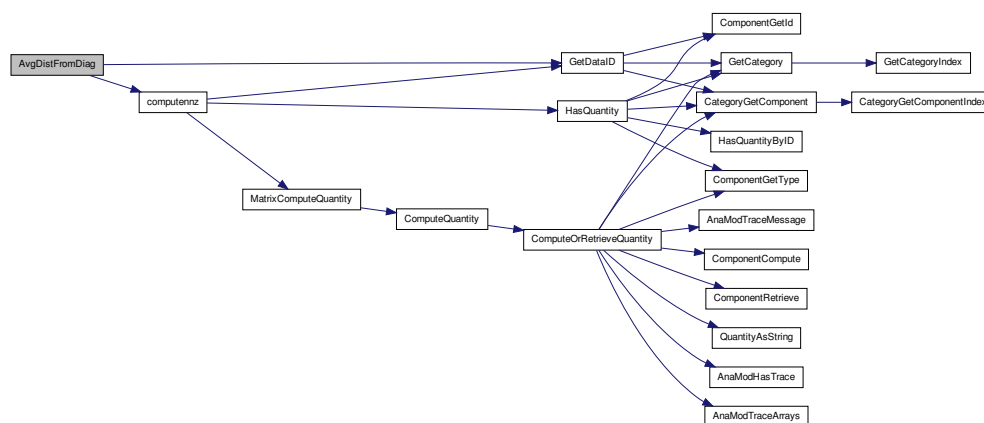 AvgDistFromDiag
computennz
MatrixComputeQuantity
ComputeQuantity
ComputeOrRetrieveQuantity
GetDataID
HasQuantity
ComponentGetId
GetCategory
CategoryGetComponent
HasQuantityByID
ComponentGetType
AnaModTraceMessage
ComponentCompute
ComponentRetrieve
QuantityAsString
AnaModHasTrace
AnaModTraceArrays
GetCategoryIndex
CategoryGetComponentIndex